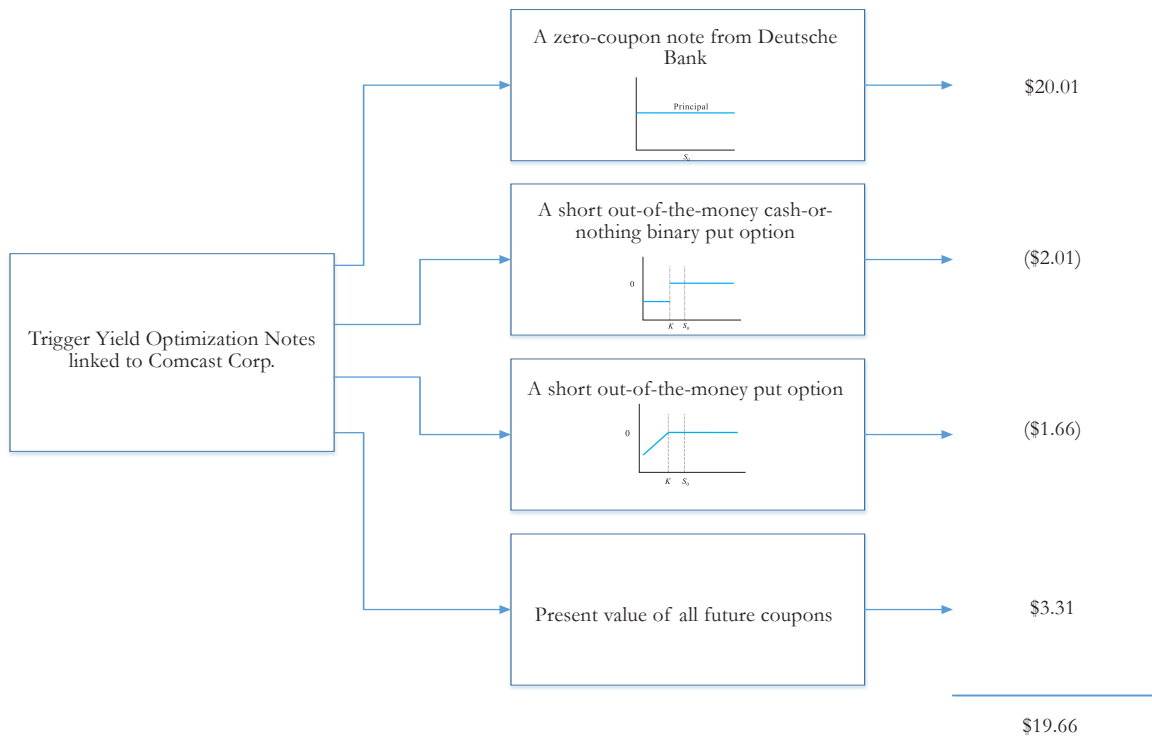 A zero-coupon note from Deutsche
Bank
Principal
S₀
$20.01
A short out-of-the-money cash-or-
nothing binary put option
0
K S₀
($2.01)
Trigger Yield Optimization Notes
linked to Comcast Corp.
A short out-of-the-money put option
0
K S₀
($1.66)
Present value of all future coupons
$3.31
$19.66